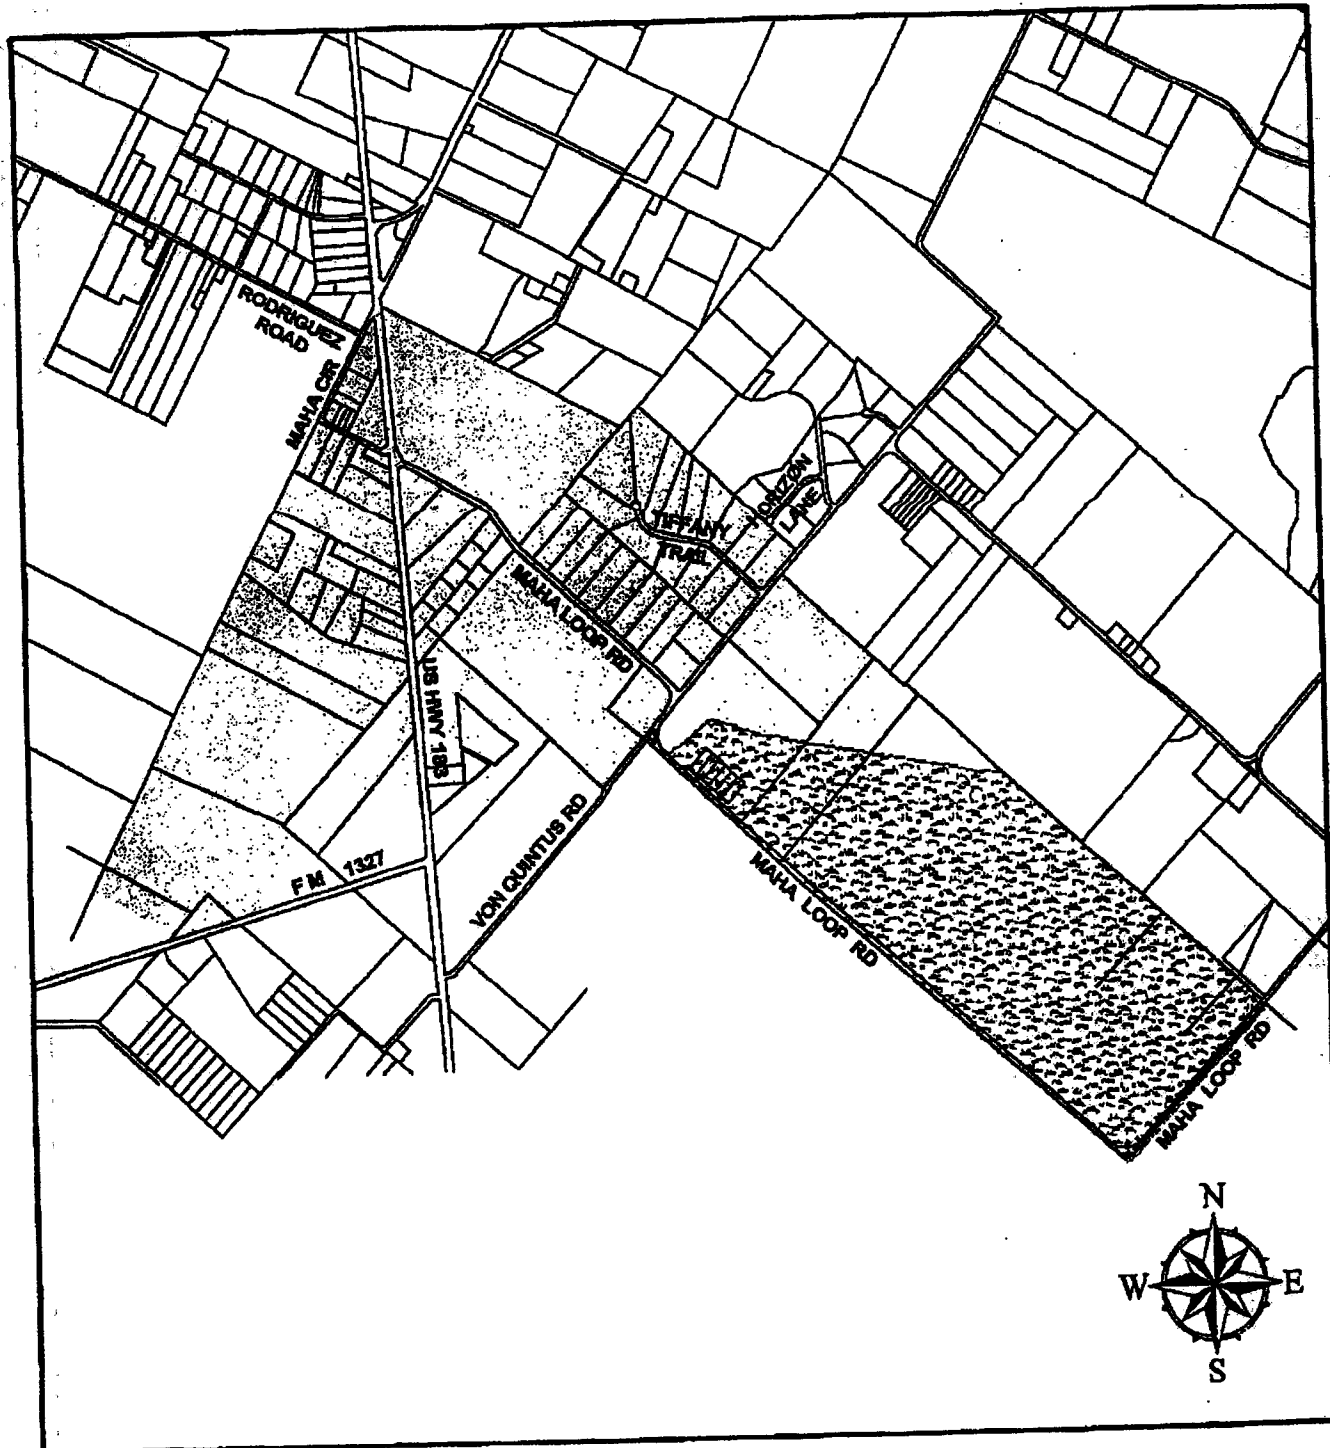 RODRIGUEZ
ROAD
MAHA CIR
HORIZON
LANE
TIFFANY
TRAIL
MAHA LOOP RD
US HWY 183
F M 1327
VON QUINTUS RD
MAHA LOOP RD
MAHA LOOP RD
N
W
E
S